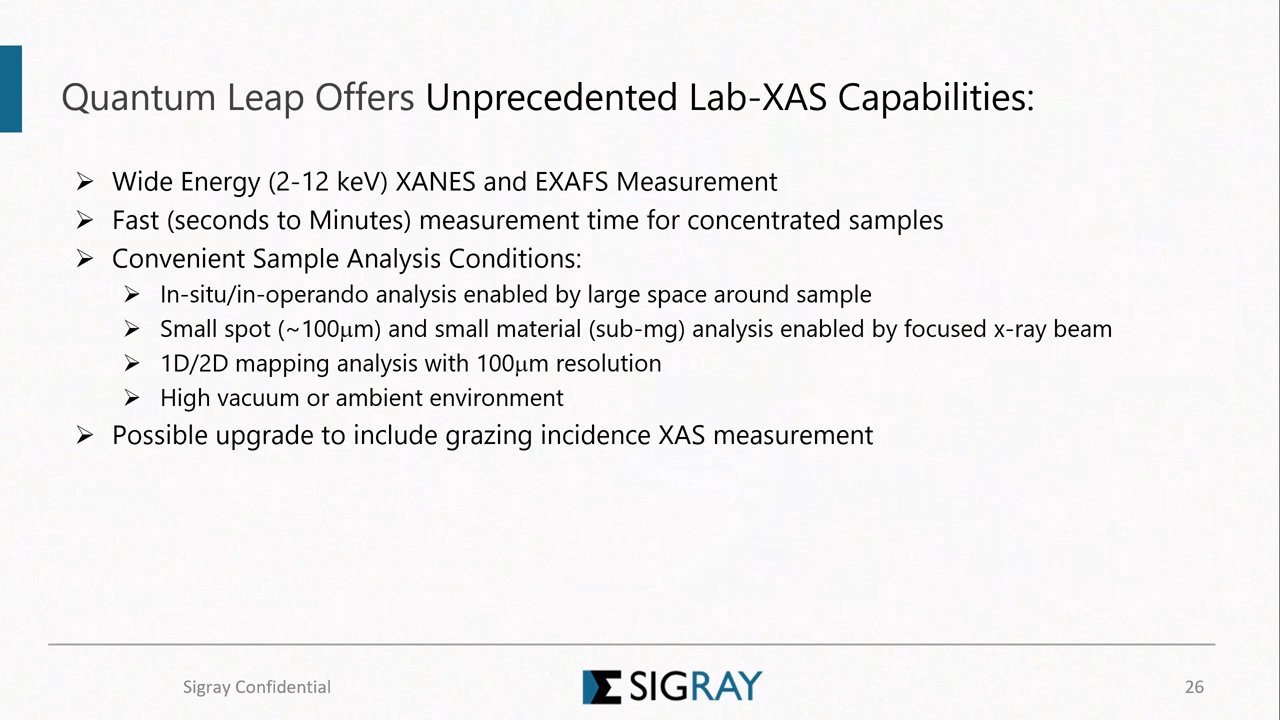 Quantum Leap Offers Unprecedented Lab-XAS Capabilities:
Wide Energy (2-12 keV) XANES and EXAFS Measurement
Fast (seconds to Minutes) measurement time for concentrated samples
Convenient Sample Analysis Conditions:
In-situ/in-operando analysis enabled by large space around sample
Small spot (~100μm) and small material (sub-mg) analysis enabled by focused x-ray beam
1D/2D mapping analysis with 100μm resolution
High vacuum or ambient environment
Possible upgrade to include grazing incidence XAS measurement
Sigray Confidential
SIGRAY
26